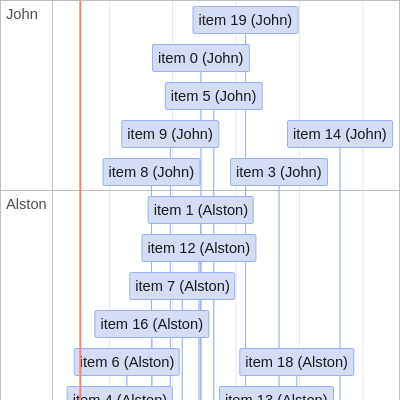 John
item 19 (John)
item 0 (John)
item 5 (John)
item 9 (John)
item 14 (John)
item 8 (John)
item 3 (John)
Alston
item 1 (Alston)
item 12 (Alston)
item 7 (Alston)
item 16 (Alston)
item 6 (Alston)
item 18 (Alston)
item 4 (Alston)
item 13 (Alston)